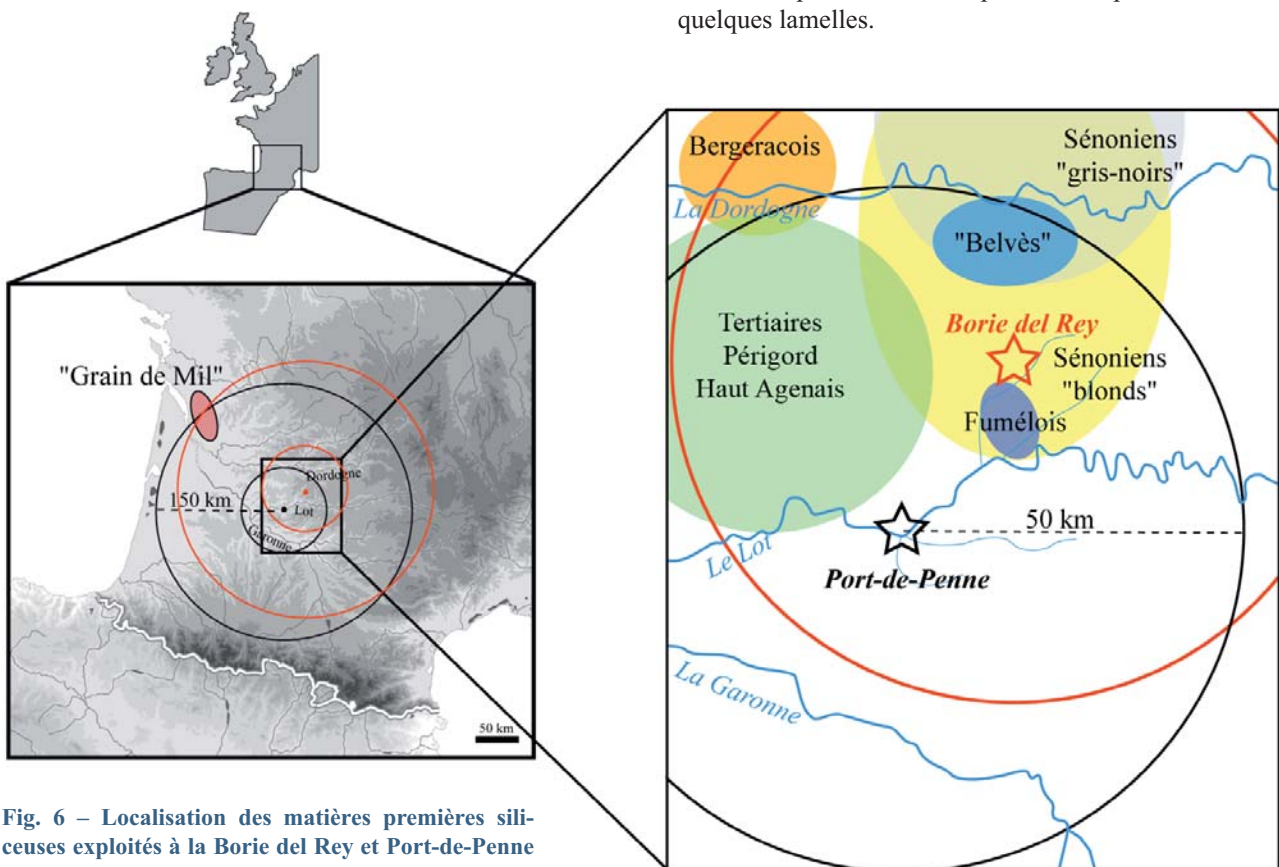 quelques lamelles.
"Grain de Mil"
150 km
Dordogne
Lot
Garonne
50 km
Bergeracois
Sénoniens
"gris-noirs"
La Dordogne
"Belvès"
Tertiaires
Périgord
Haut Agenais
Borie del Rey
Sénoniens
"blonds"
Fumélois
50 km
Le Lot
Port-de-Penne
La Garonne
Fig. 6 – Localisation des matières premières sili-
ceuses exploités à la Borie del Rey et Port-de-Penne